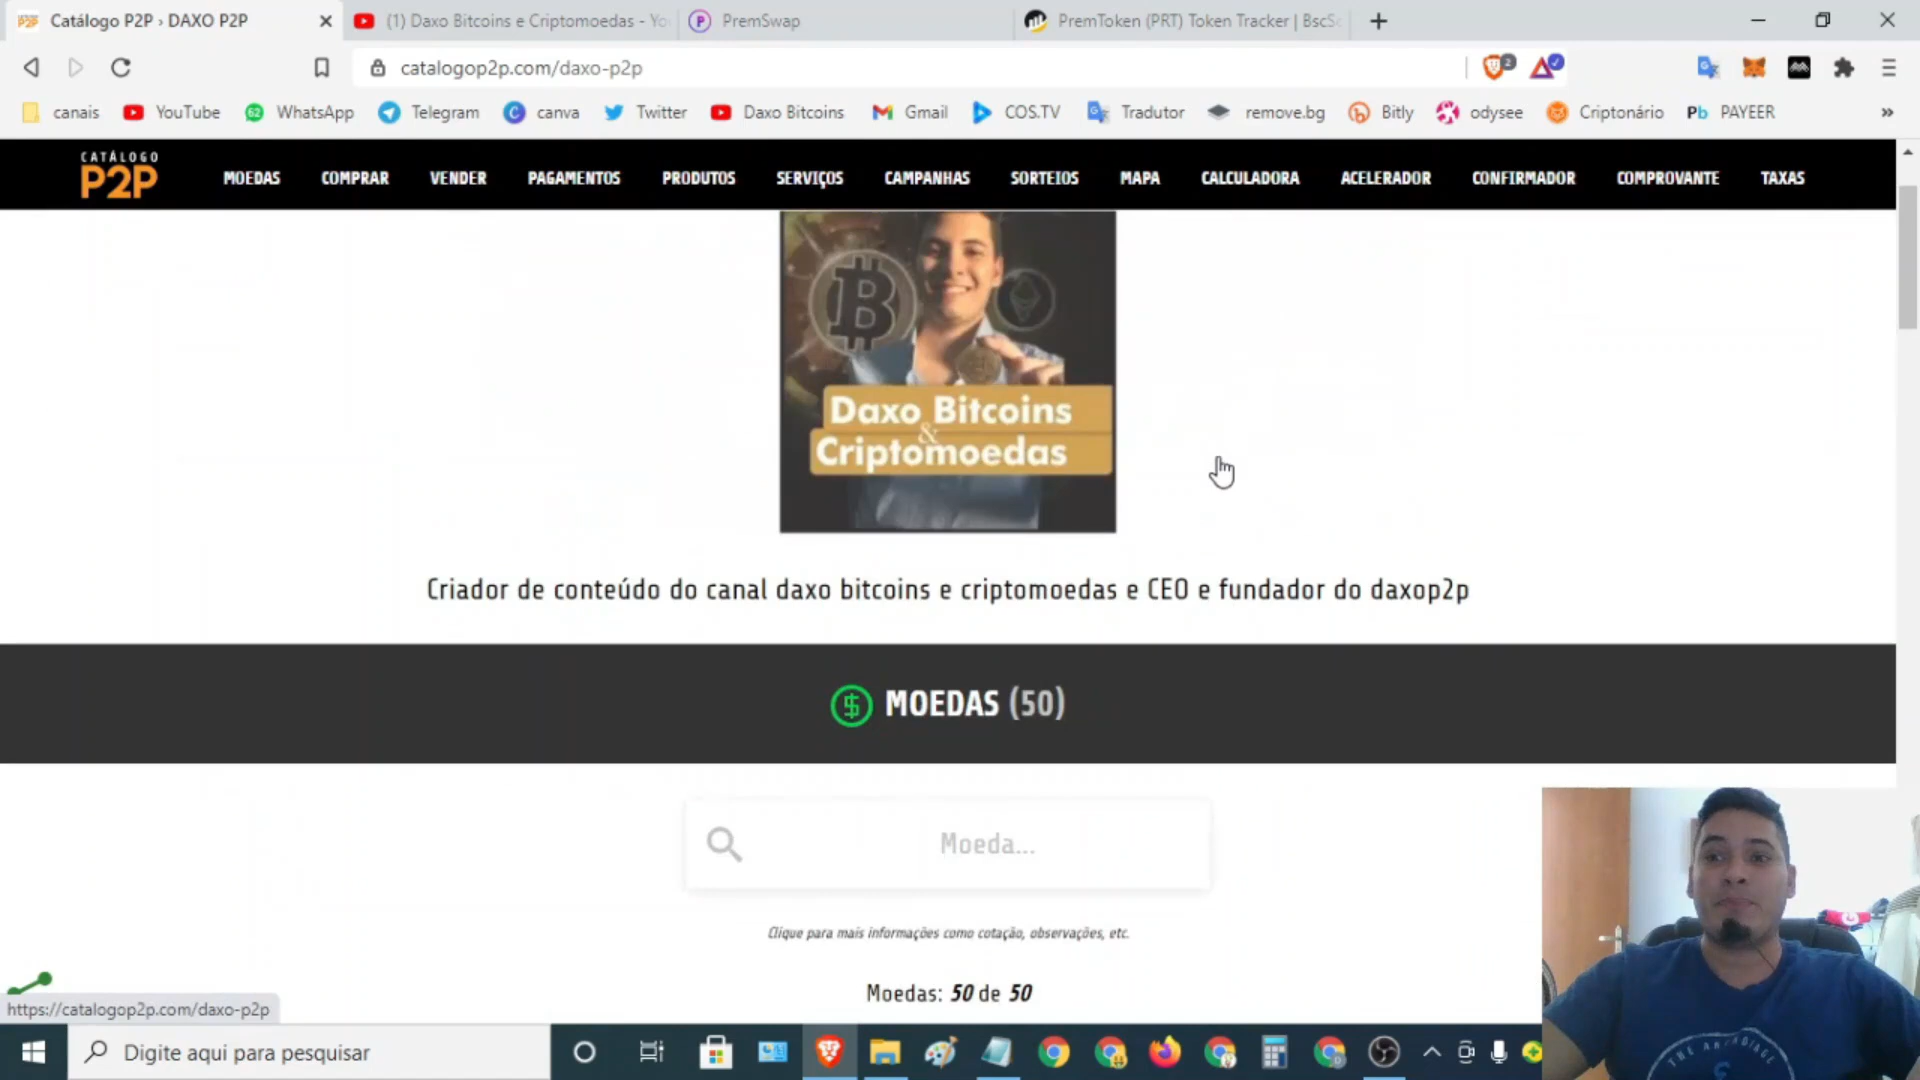 Catálogo P2P › DAXO P2P
(1) Daxo Bitcoins e Criptomoedas - Yo
PremSwap
PremToken (PRT) Token Tracker | BscS
catalogop2p.com/daxo-p2p
2
canais
YouTube
62
WhatsApp
Telegram
canva
Twitter
Daxo Bitcoins
Gmail
COS.TV
Tradutor
remove.bg
Bitly
odysee
Criptonário
Pb
PAYEER
»
CATÁLOGO
P2P
MOEDAS
COMPRAR
VENDER
PAGAMENTOS
PRODUTOS
SERVIÇOS
CAMPANHAS
SORTEIOS
MAPA
CALCULADORA
ACELERADOR
CONFIRMADOR
COMPROVANTE
TAXAS
Daxo Bitcoins
&
Criptomoedas
Criador de conteúdo do canal daxo bitcoins e criptomoedas e CEO e fundador do daxop2p
MOEDAS (50)
Moeda...
Clique para mais informações como cotação, observações, etc.
Moedas: 50 de 50
https://catalogop2p.com/daxo-p2p
Digite aqui para pesquisar